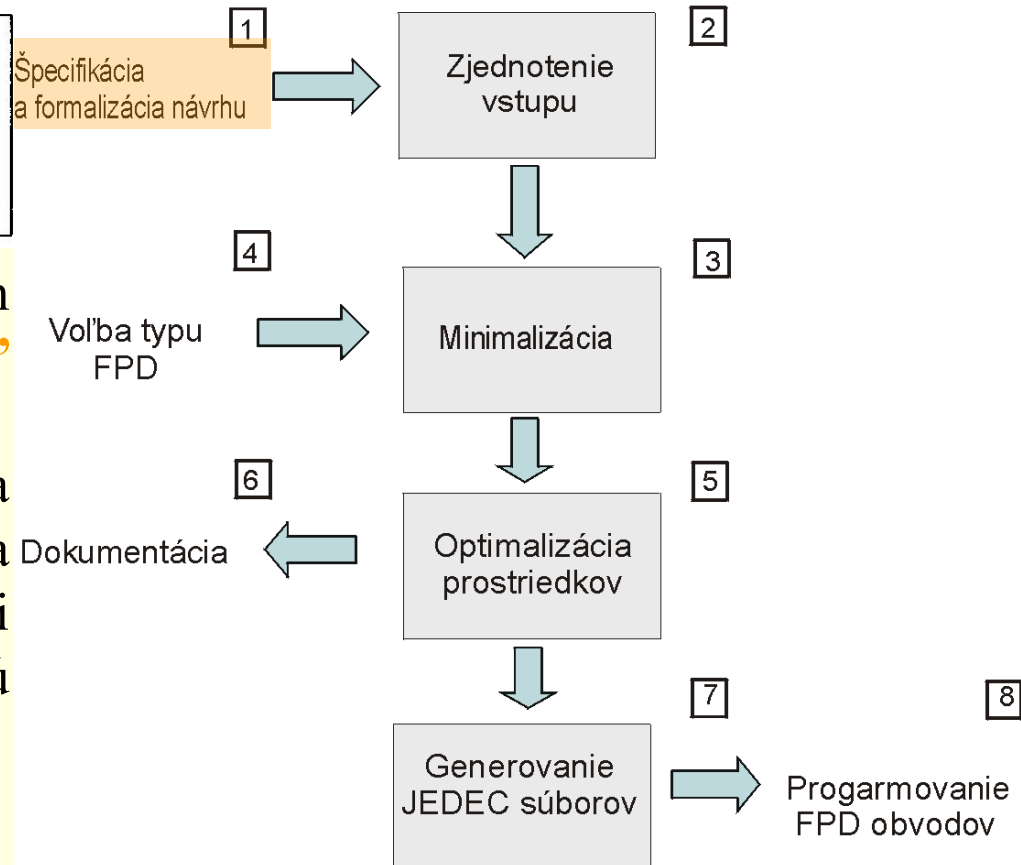 1
Špecifikácia
a formalizácia návrhu
2
Zjednotenie
vstupu
4
Voľba typu
FPD
3
Minimalizácia
6
Dokumentácia
5
Optimalizácia
prostriedkov
7
Generovanie
JEDEC súborov
8
Progarmovanie
FPD obvodov